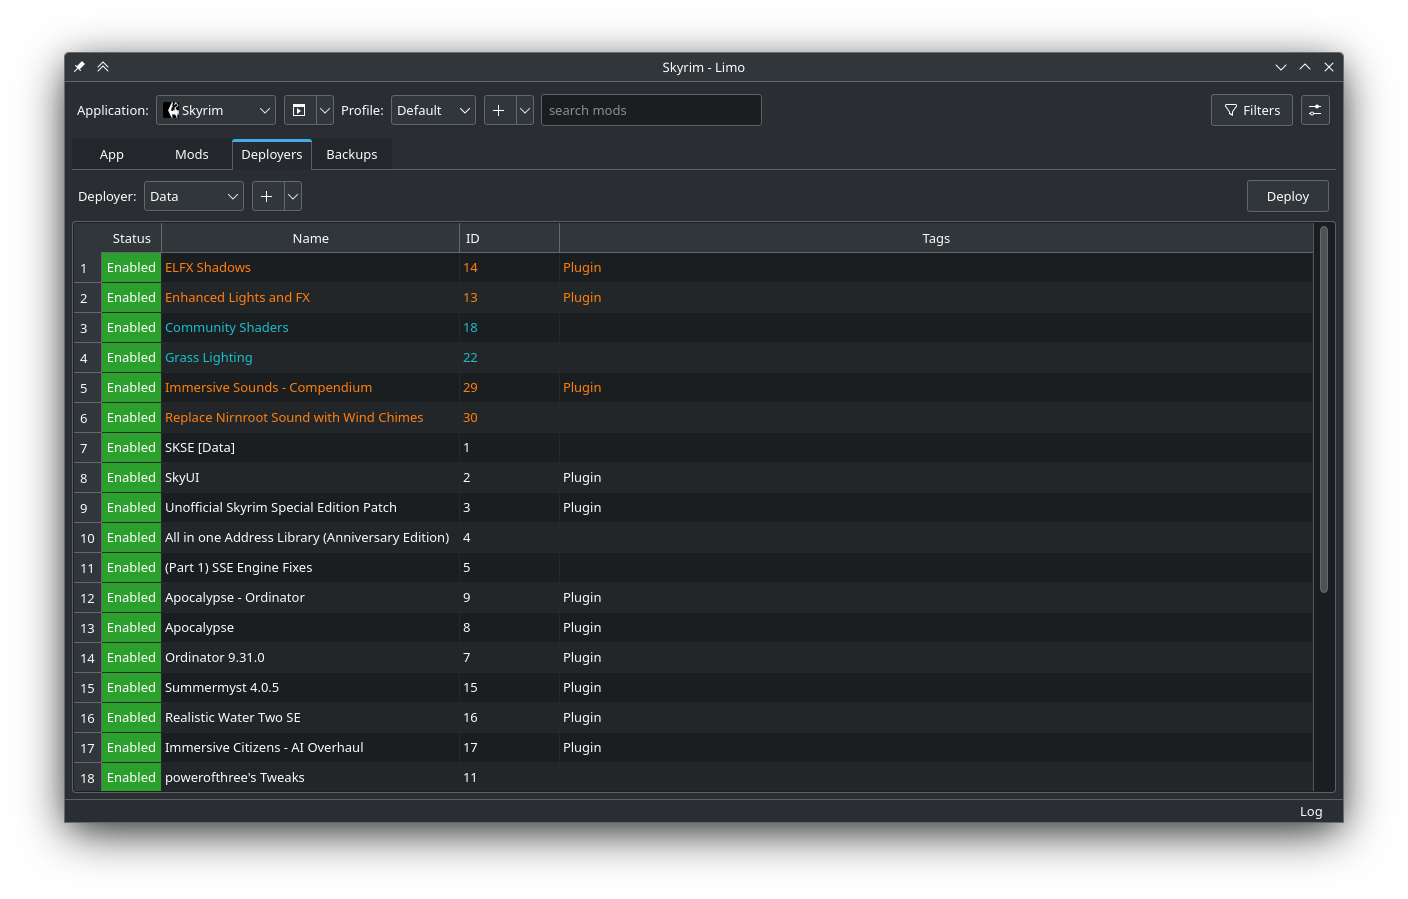 Skyrim - Limo
Application: Skyrim Profile: Default search mods Filters
App Mods Deployers Backups
Deployer: Data Deploy
Status Name ID Tags
1 Enabled ELFX Shadows 14 Plugin
2 Enabled Enhanced Lights and FX 13 Plugin
3 Enabled Community Shaders 18
4 Enabled Grass Lighting 22
5 Enabled Immersive Sounds - Compendium 29 Plugin
6 Enabled Replace Nirnroot Sound with Wind Chimes 30
7 Enabled SKSE [Data] 1
8 Enabled SkyUI 2 Plugin
9 Enabled Unofficial Skyrim Special Edition Patch 3 Plugin
10 Enabled All in one Address Library (Anniversary Edition) 4
11 Enabled (Part 1) SSE Engine Fixes 5
12 Enabled Apocalypse - Ordinator 9 Plugin
13 Enabled Apocalypse 8 Plugin
14 Enabled Ordinator 9.31.0 7 Plugin
15 Enabled Summermyst 4.0.5 15 Plugin
16 Enabled Realistic Water Two SE 16 Plugin
17 Enabled Immersive Citizens - AI Overhaul 17 Plugin
18 Enabled powerofthree's Tweaks 11
Log